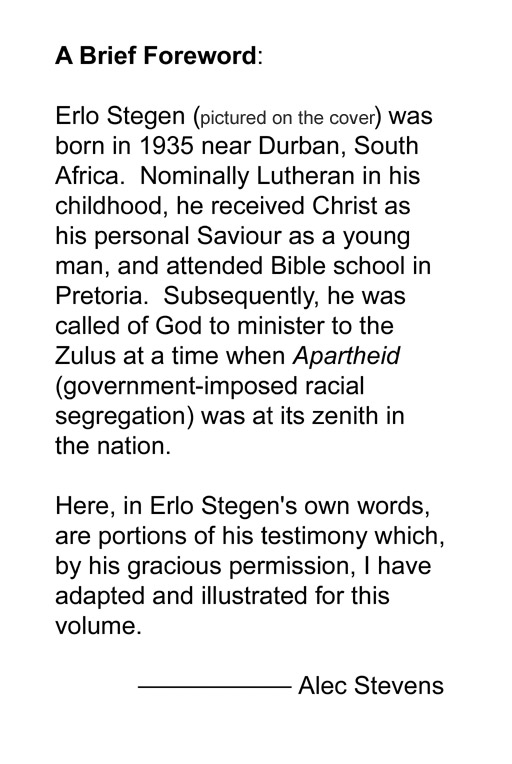 A Brief Foreword:
Erlo Stegen (pictured on the cover) was
born in 1935 near Durban, South
Africa.  Nominally Lutheran in his
childhood, he received Christ as
his personal Saviour as a young
man, and attended Bible school in
Pretoria.  Subsequently, he was
called of God to minister to the
Zulus at a time when Apartheid
(government-imposed racial
segregation) was at its zenith in
the nation.
Here, in Erlo Stegen's own words,
are portions of his testimony which,
by his gracious permission, I have
adapted and illustrated for this
volume.
——————— Alec Stevens